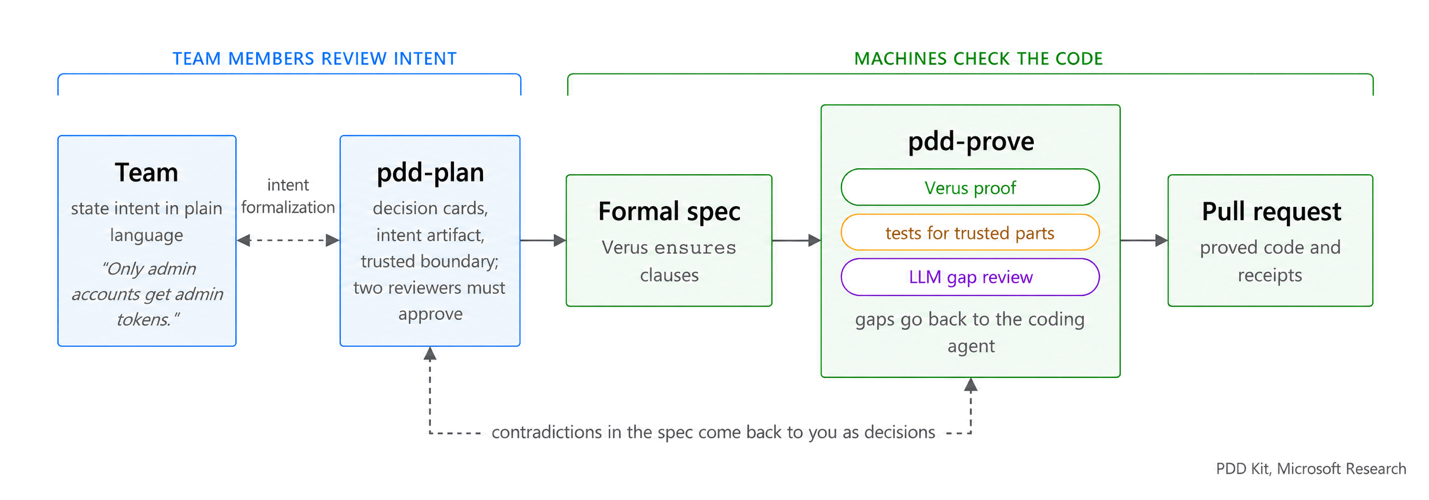 TEAM MEMBERS REVIEW INTENT
MACHINES CHECK THE CODE
Team
state intent in plain
language
"Only admin
accounts get admin
tokens."
intent
formalization
pdd-plan
decision cards,
intent artifact,
trusted boundary;
two reviewers must
approve
Formal spec
Verus ensures
clauses
pdd-prove
Verus proof
tests for trusted parts
LLM gap review
gaps go back to the coding
agent
Pull request
proved code and
receipts
contradictions in the spec come back to you as decisions
PDD Kit, Microsoft Research